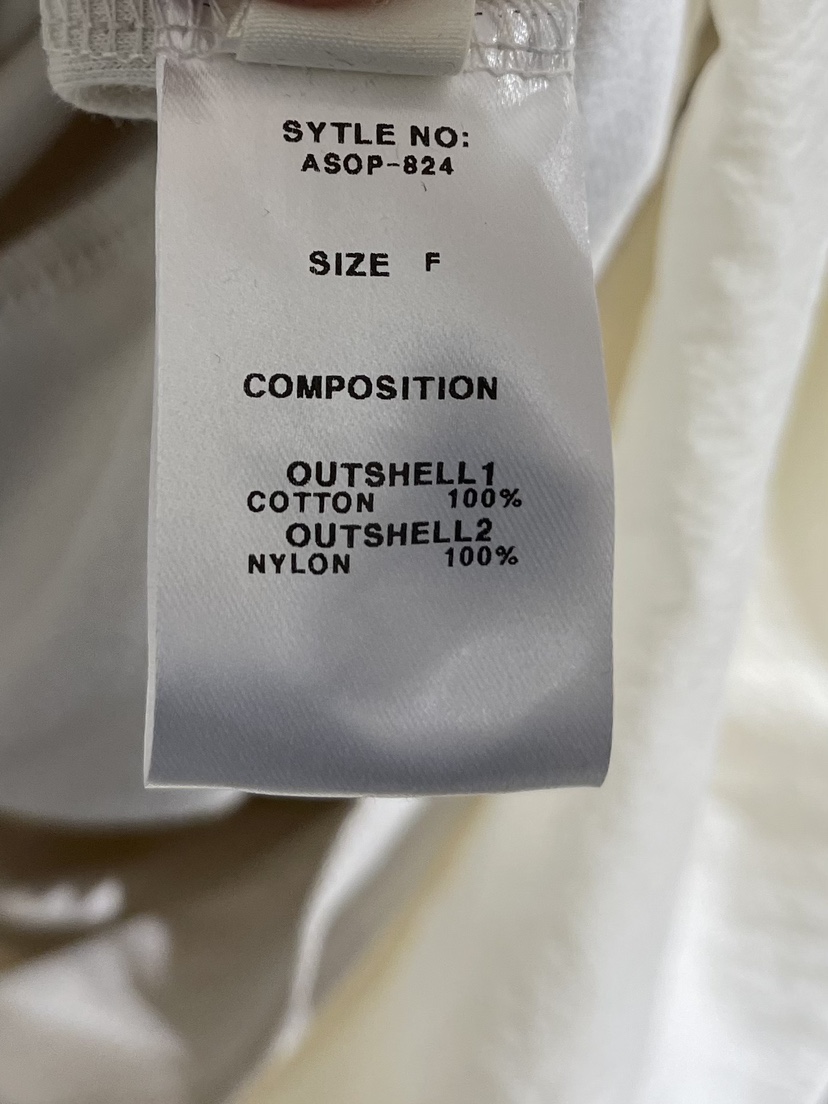 SYTLE NO:
ASOP-824
SIZE F
COMPOSITION
OUTSHELL1
COTTON 100%
OUTSHELL2
NYLON 100%